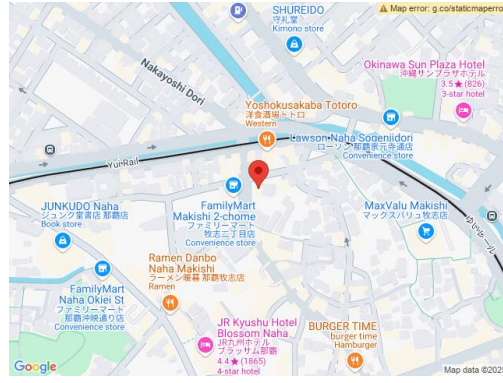 Map error: g.co/staticmaperro
SHUREIDO
守礼堂
Kimono store
Nakayoshi Dori
Okinawa Sun Plaza Hotel
沖縄サンプラザホテル
3.5★ (826)
3-star hotel
Yoshokusakaba Totoro
洋食酒場トトロ
Western
Lawson Naha Sogenjidori
ローソン 那覇崇元寺通店
Convenience store
Yui Rail
FamilyMart
Makishi 2-chome
ファミリーマート
牧志二丁目店
Convenience store
JUNKUDO Naha
ジュンク堂書店 那覇店
Book store
MaxValu Makishi
マックスバリュ牧志店
ゆいレール
Ramen Danbo
Naha Makishi
ラーメン暖暮 那覇牧志店
Ramen
FamilyMart
Naha Okiei St
ファミリーマート
那覇沖映通り店
Convenience store
JR Kyushu Hotel
Blossom Naha
JR九州ホテル
ブラッサム那覇
4.4★ (1865)
4-star hotel
BURGER TIME
burger time
Hamburger
Google
Map data ©202